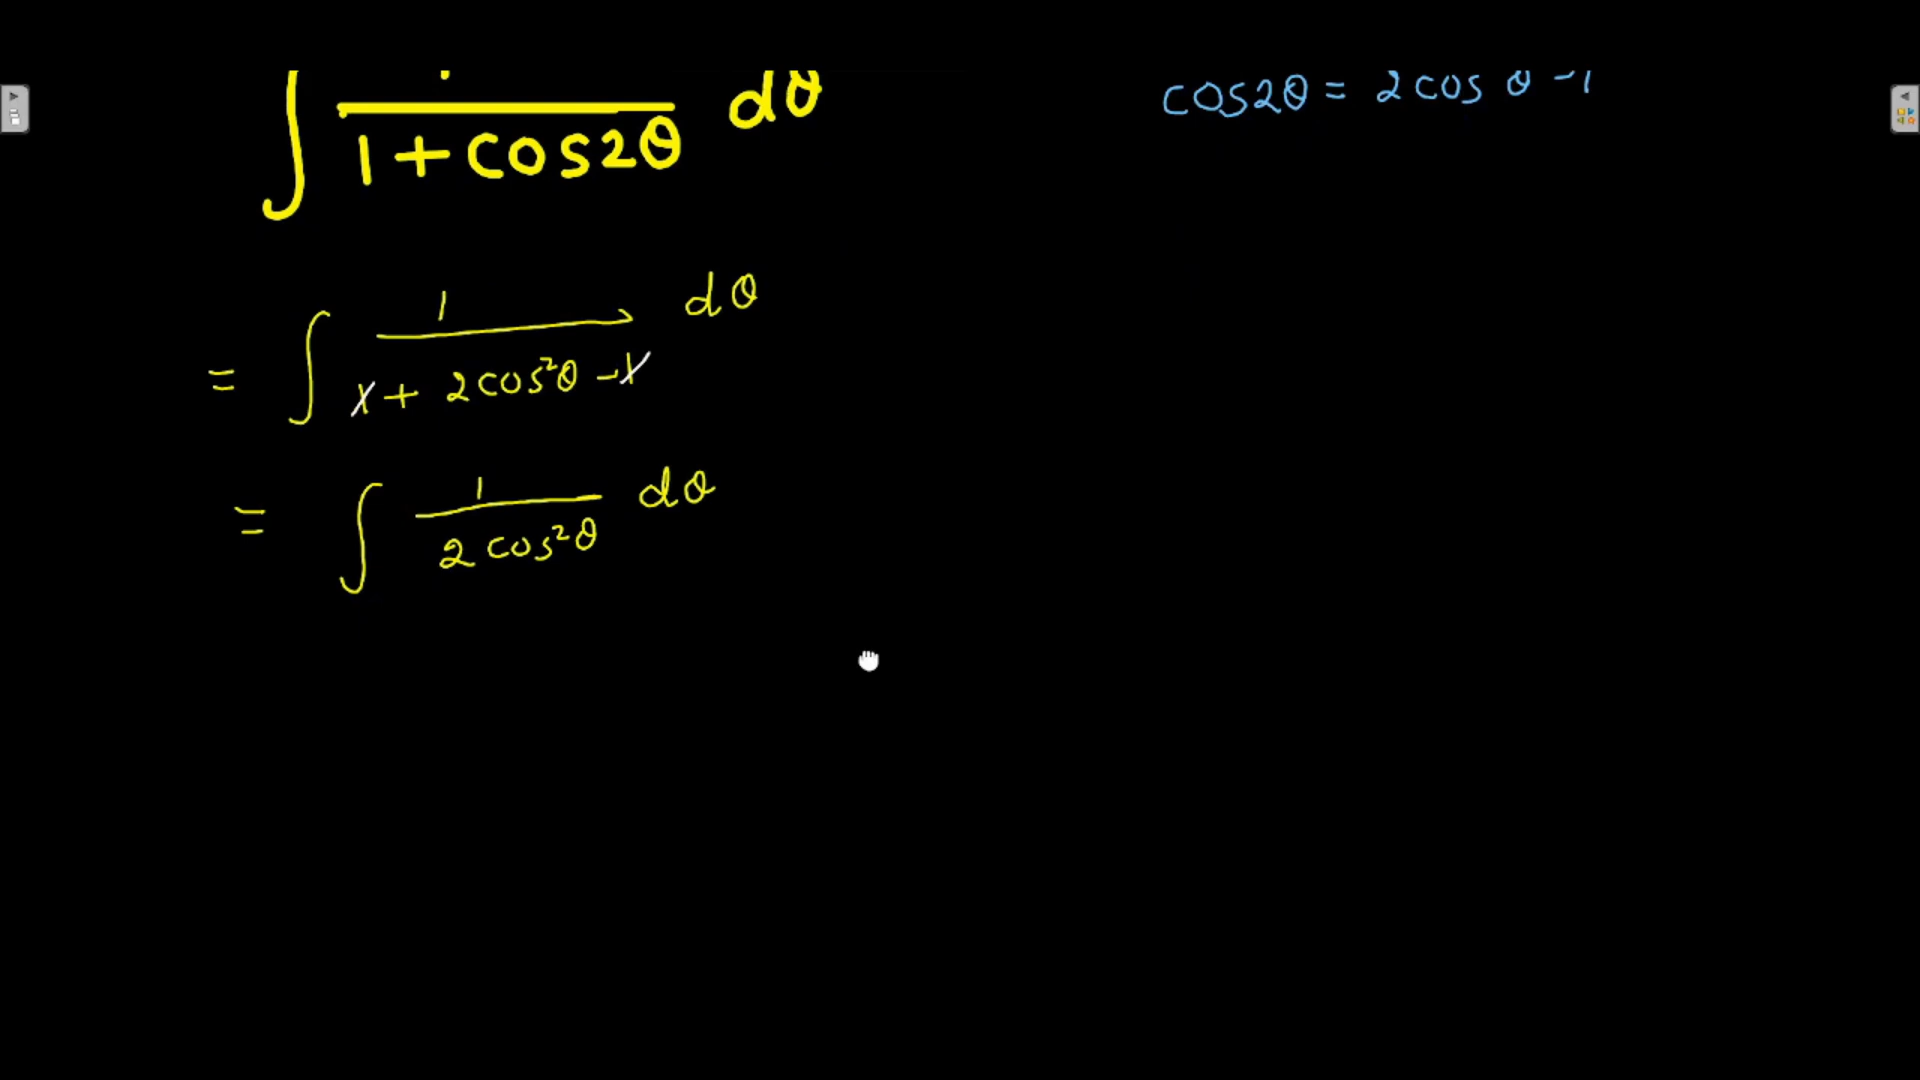 ∫ 1/(1+cos2θ) dθ
cos2θ = 2cos θ -1
= ∫ 1/(1 + 2cos²θ -1) dθ
= ∫ 1/(2cos²θ) dθ